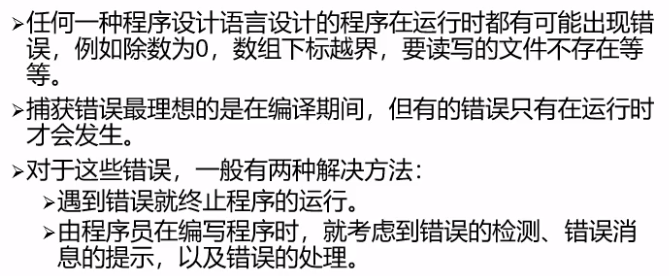 ➢任何一种程序设计语言设计的程序在运行时都有可能出现错
误，例如除数为0，数组下标越界，要读写的文件不存在等
等。
➢捕获错误最理想的是在编译期间，但有的错误只有在运行时
才会发生。
➢对于这些错误，一般有两种解决方法：
➢遇到错误就终止程序的运行。
➢由程序员在编写程序时，就考虑到错误的检测、错误消
息的提示，以及错误的处理。